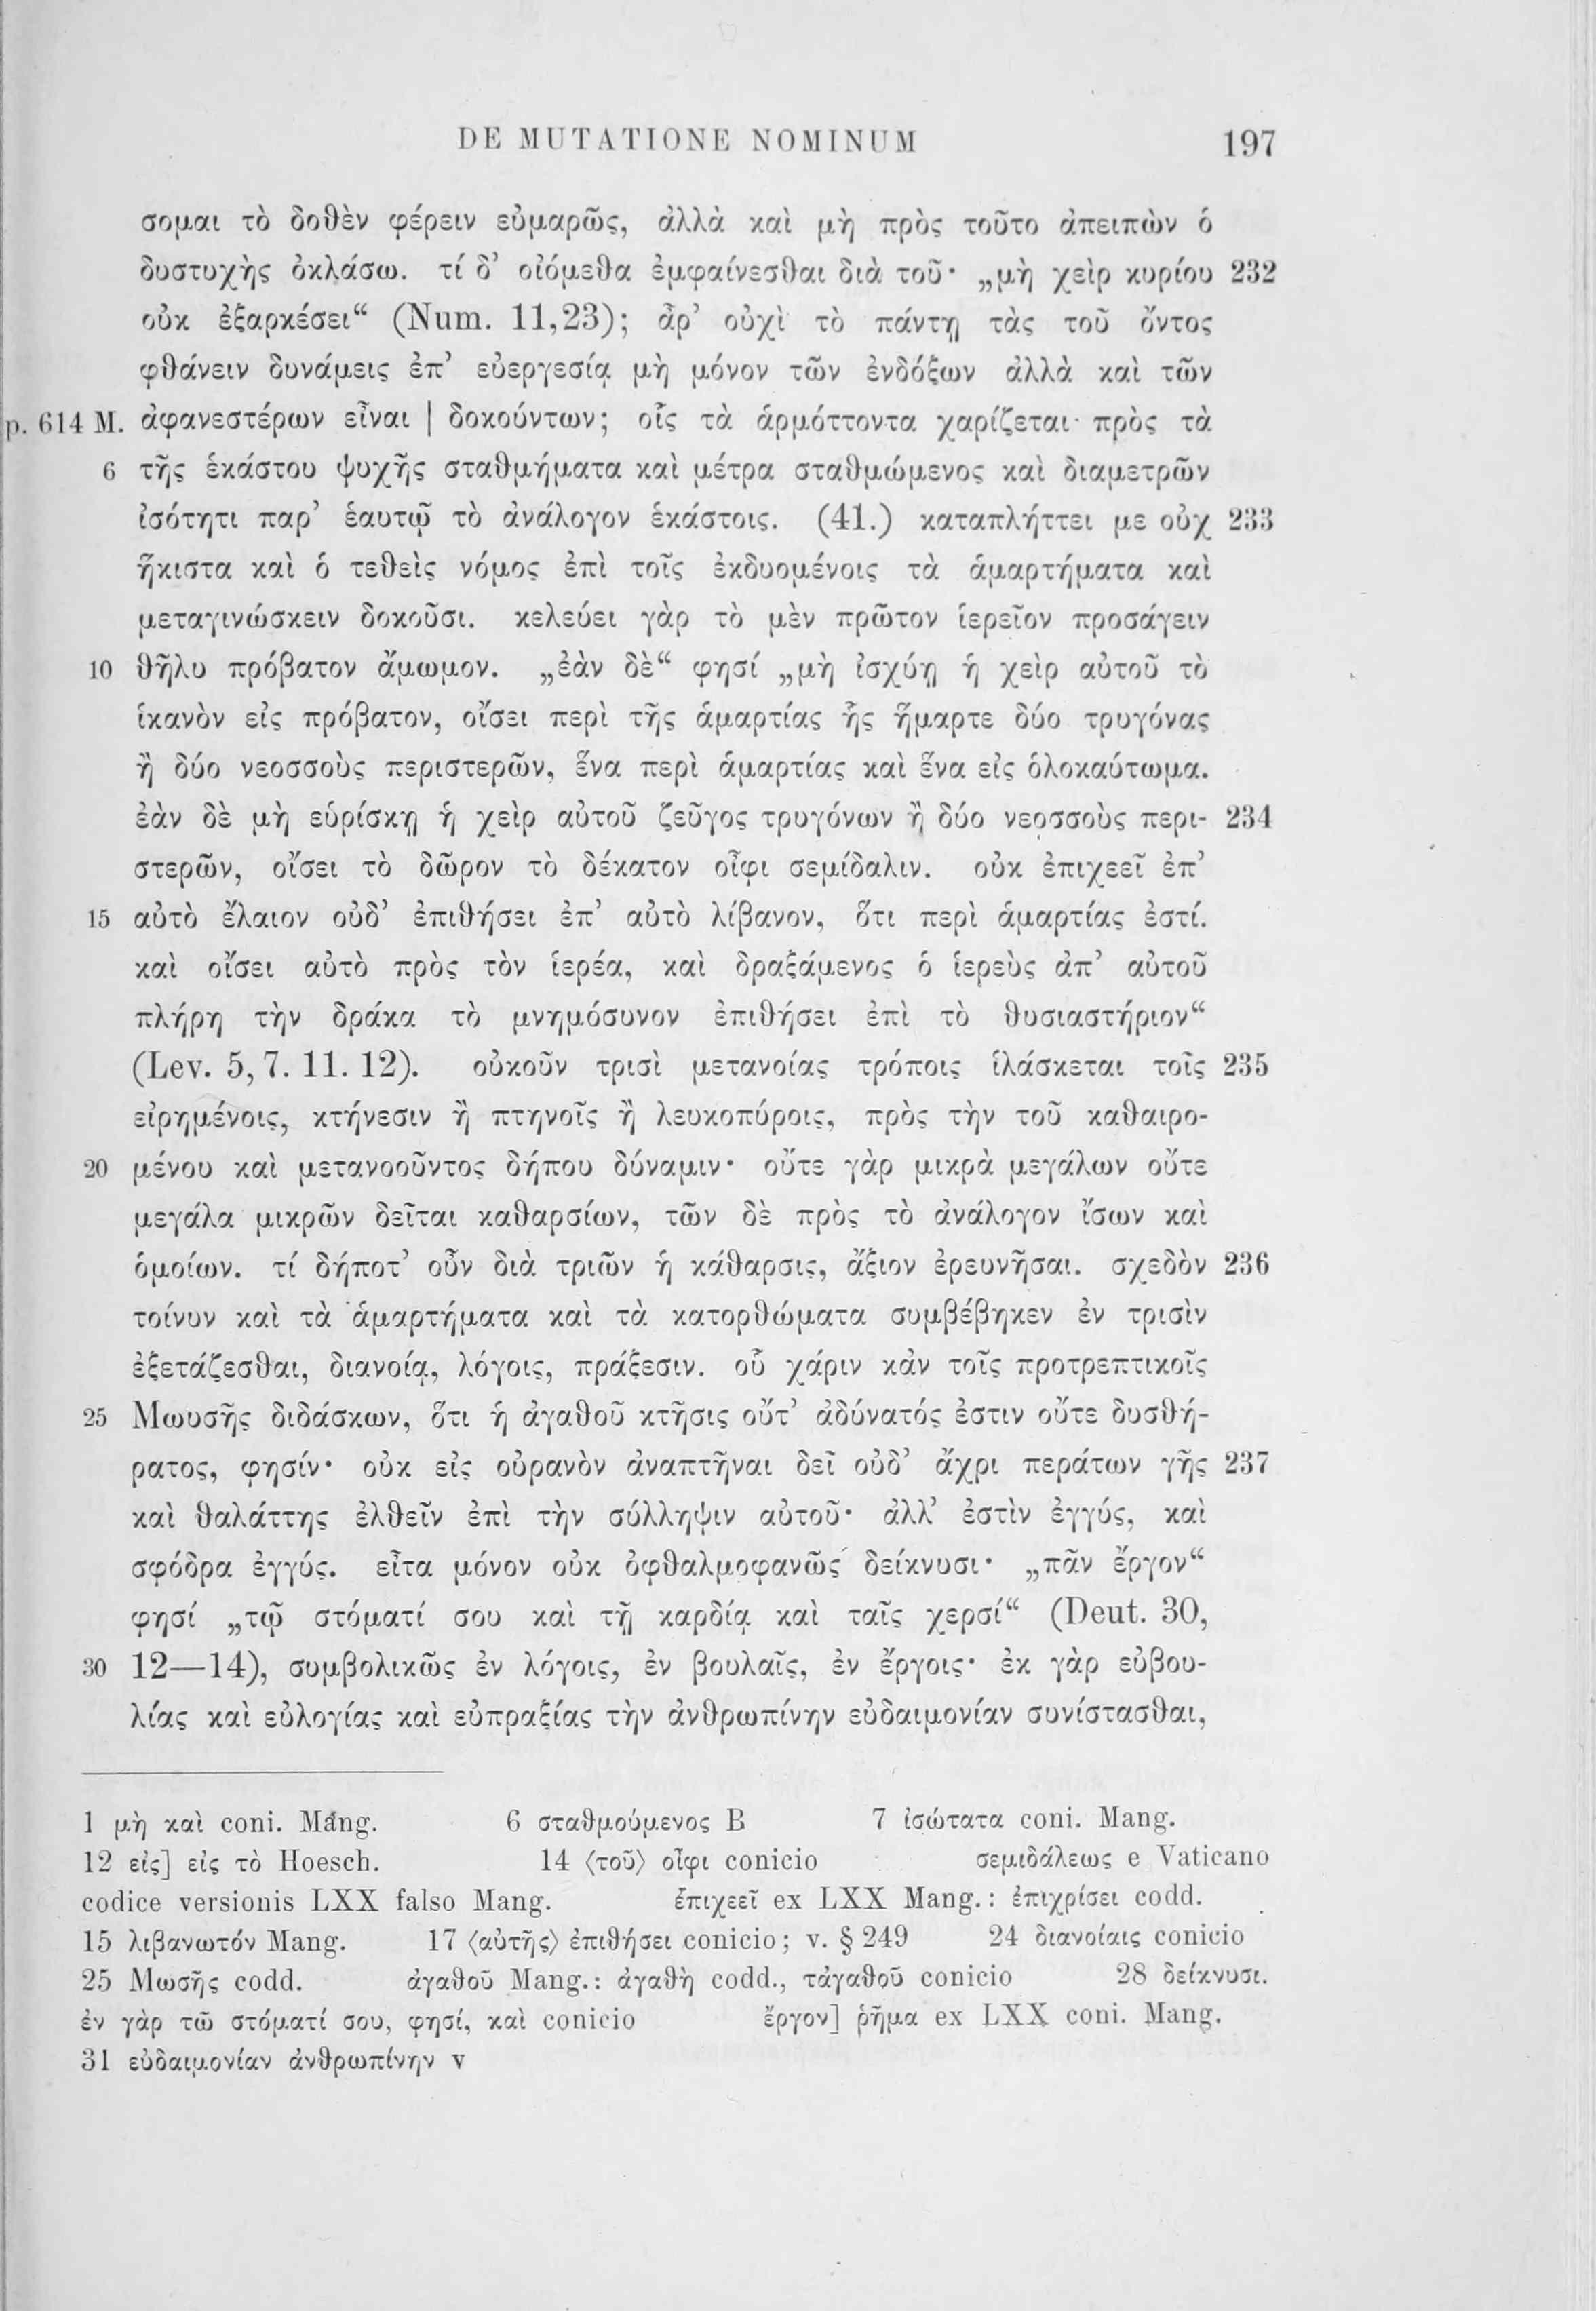 DE MUTATIONE NOMINUM 197
σομαι τὸ δοθὲν φέρειν εὐμαρῶς, ἀλλὰ καὶ μὴ πρὸς τοῦτο ἀπειπὼν ὁ
δυστυχὴς ὀκλάσω. τί δ’ οἰόμεθα ἐμφαίνεσθαι διὰ τοῦ· „μὴ χεὶρ κυρίου 232
οὐκ ἐξαρκέσει“ (Num. 11,23); ἆρ’ οὐχὶ τὸ πάντῃ τὰς τοῦ ὄντος
φθάνειν δυνάμεις ἐπ’ εὐεργεσίᾳ μὴ μόνον τῶν ἐνδόξων ἀλλὰ καὶ τῶν
p. 614 M. ἀφανεστέρων εἶναι | δοκούντων; οἷς τὰ ἁρμόττοντα χαρίζεται πρὸς τὰ
6 τῆς ἑκάστου ψυχῆς σταθμήματα καὶ μέτρα σταθμώμενος καὶ διαμετρῶν
ἰσότητι παρ’ ἑαυτῷ τὸ ἀνάλογον ἑκάστοις. (41.) καταπλήττει με οὐχ 233
ἥκιστα καὶ ὁ τεθεὶς νόμος ἐπὶ τοῖς ἐκδυομένοις τὰ ἁμαρτήματα καὶ
μεταγινώσκειν δοκοῦσι. κελεύει γὰρ τὸ μὲν πρῶτον ἱερεῖον προσάγειν
10 θῆλυ πρόβατον ἄμωμον. „ἐὰν δὲ“ φησί „μὴ ἰσχύῃ ἡ χεὶρ αὐτοῦ τὸ
ἱκανὸν εἰς πρόβατον, οἴσει περὶ τῆς ἁμαρτίας ἧς ἥμαρτε δύο τρυγόνας
ἢ δύο νεοσσοὺς περιστερῶν, ἕνα περὶ ἁμαρτίας καὶ ἕνα εἰς ὁλοκαύτωμα.
ἐὰν δὲ μὴ εὑρίσκῃ ἡ χεὶρ αὐτοῦ ζεῦγος τρυγόνων ἢ δύο νεοσσοὺς περι- 234
στερῶν, οἴσει τὸ δῶρον τὸ δέκατον οἶφι σεμίδαλιν. οὐκ ἐπιχεεῖ ἐπ’
15 αὐτὸ ἔλαιον οὐδ’ ἐπιθήσει ἐπ’ αὐτὸ λίβανον, ὅτι περὶ ἁμαρτίας ἐστί.
καὶ οἴσει αὐτὸ πρὸς τὸν ἱερέα, καὶ δραξάμενος ὁ ἱερεὺς ἀπ’ αὐτοῦ
πλήρη τὴν δράκα τὸ μνημόσυνον ἐπιθήσει ἐπὶ τὸ θυσιαστήριον“
(Lev. 5, 7. 11. 12). οὐκοῦν τρισὶ μετανοίας τρόποις ἱλάσκεται τοῖς 235
εἰρημένοις, κτήνεσιν ἢ πτηνοῖς ἢ λευκοπύροις, πρὸς τὴν τοῦ καθαιρο-
20 μένου καὶ μετανοοῦντος δήπου δύναμιν· οὔτε γὰρ μικρὰ μεγάλων οὔτε
μεγάλα μικρῶν δεῖται καθαρσίων, τῶν δὲ πρὸς τὸ ἀνάλογον ἴσων καὶ
ὁμοίων. τί δήποτ’ οὖν διὰ τριῶν ἡ κάθαρσις, ἄξιον ἐρευνῆσαι. σχεδὸν 236
τοίνυν καὶ τὰ ἁμαρτήματα καὶ τὰ κατορθώματα συμβέβηκεν ἐν τρισὶν
ἐξετάζεσθαι, διανοίᾳ, λόγοις, πράξεσιν. οὗ χάριν κἀν τοῖς προτρεπτικοῖς
25 Μωυσῆς διδάσκων, ὅτι ἡ ἀγαθοῦ κτῆσις οὔτ’ ἀδύνατός ἐστιν οὔτε δυσθή-
ρατος, φησίν· οὐκ εἰς οὐρανὸν ἀναπτῆναι δεῖ οὐδ’ ἄχρι περάτων γῆς 237
καὶ θαλάττης ἐλθεῖν ἐπὶ τὴν σύλληψιν αὐτοῦ· ἀλλ’ ἐστὶν ἐγγύς, καὶ
σφόδρα ἐγγύς. εἶτα μόνον οὐκ ὀφθαλμοφανῶς δείκνυσι· „πᾶν ἔργον“
φησί „τῷ στόματί σου καὶ τῇ καρδίᾳ καὶ ταῖς χερσί“ (Deut. 30,
30 12—14), συμβολικῶς ἐν λόγοις, ἐν βουλαῖς, ἐν ἔργοις· ἐκ γὰρ εὐβου-
λίας καὶ εὐλογίας καὶ εὐπραξίας τὴν ἀνθρωπίνην εὐδαιμονίαν συνίστασθαι,
1 μὴ καὶ coni. Mang. 6 σταθμούμενος B 7 ἰσώτατα coni. Mang.
12 εἰς] εἰς τὸ Hoesch. 14 〈τοῦ〉 οἶφι conicio σεμιδάλεως e Vaticano
codice versionis LXX falso Mang. ἐπιχεεῖ ex LXX Mang.: ἐπιχρίσει codd.
15 λιβανωτόν Mang. 17 〈αὐτῆς〉 ἐπιθήσει conicio; v. § 249 24 διανοίαις conicio
25 Μωσῆς codd. ἀγαθοῦ Mang.: ἀγαθὴ codd., τἀγαθοῦ conicio 28 δείκνυσι.
ἐν γὰρ τῶ στόματί σου, φησί, καὶ conicio ἔργον] ῥῆμα ex LXX coni. Mang.
31 εὐδαιμονίαν ἀνθρωπίνην v